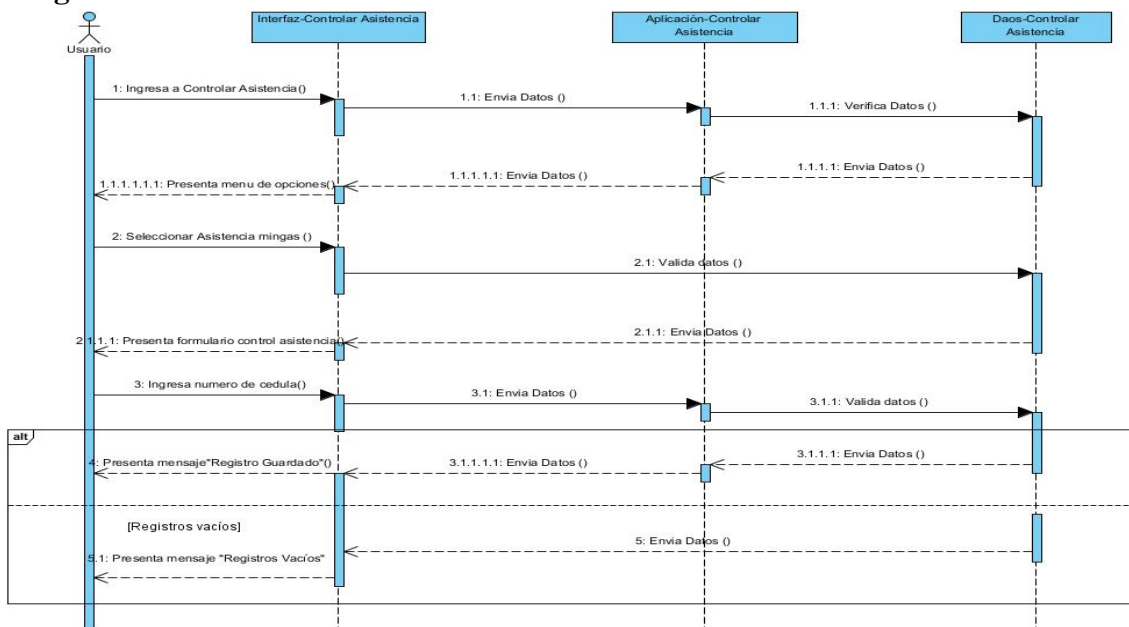 Usuario
Interfaz-Controlar Asistencia
Aplicación-Controlar
Asistencia
Daos-Controlar
Asistencia
1: Ingresa a Controlar Asistencia()
1.1: Envia Datos ()
1.1.1: Verifica Datos ()
1.1.1.1: Envia Datos ()
1.1.1.1.1: Envia Datos ()
1.1.1.1.1.1: Presenta menu de opciones()
2: Seleccionar Asistencia mingas ()
2.1: Valida datos ()
2.1.1: Envia Datos ()
2.1.1.1: Presenta formulario control asistencia()
3: Ingresa numero de cedula()
3.1: Envia Datos ()
3.1.1: Valida datos ()
alt
3.1.1.1: Envia Datos ()
3.1.1.1.1: Envia Datos ()
4: Presenta mensaje"Registro Guardado"()
[Registros vacíos]
5: Envia Datos ()
5.1: Presenta mensaje "Registros Vacíos"